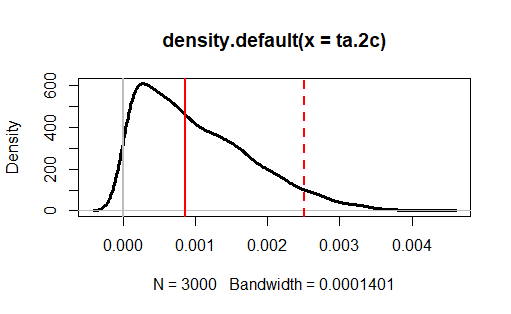 density.default(x = ta.2c)
Density
600
400
200
0
0.000 0.001 0.002 0.003 0.004
N = 3000 Bandwidth = 0.0001401